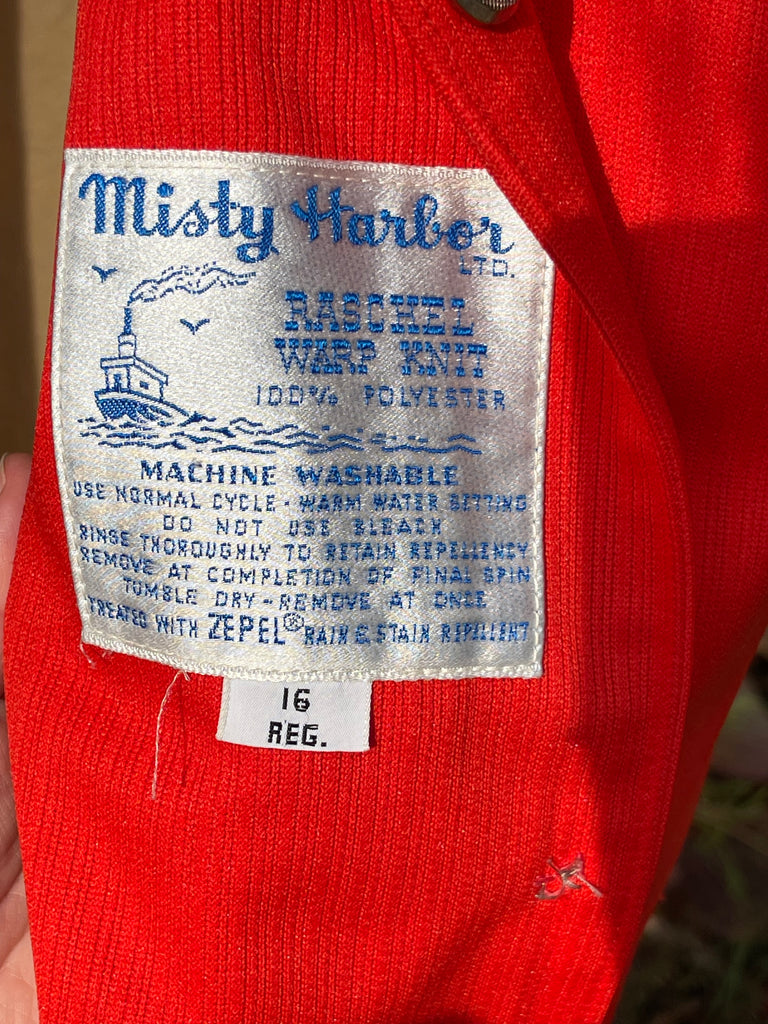 Misty Harbor
LTD.
RASCHEL
WARP KNIT
100% POLYESTER
MACHINE WASHABLE
USE NORMAL CYCLE - WARM WATER SETTING
DO NOT USE BLEACH
RINSE THOROUGHLY TO RETAIN REPELLENCY
REMOVE AT COMPLETION OF FINAL SPIN
TUMBLE DRY - REMOVE AT ONCE
TREATED WITH ZEPEL® RAIN & STAIN REPELLENT
16
REG.